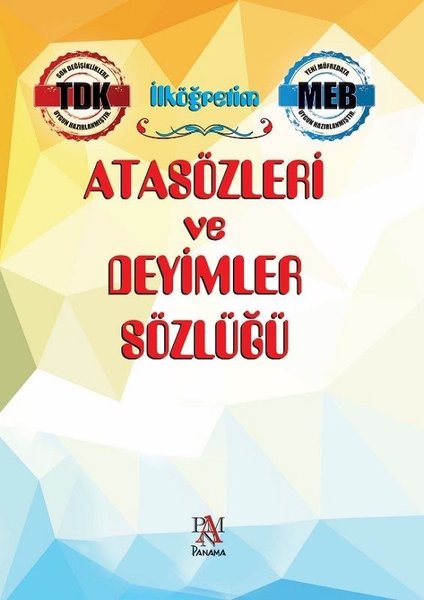 SON DEĞİŞİKLİKLERE
TDK
UYGUN HAZIRLANMIŞTIR.
İlköğretim
YENİ MÜFREDATA
MEB
UYGUN HAZIRLANMIŞTIR.
ATASÖZLERİ
ve
DEYİMLER
SÖZLÜĞÜ
PAM
PANAMA